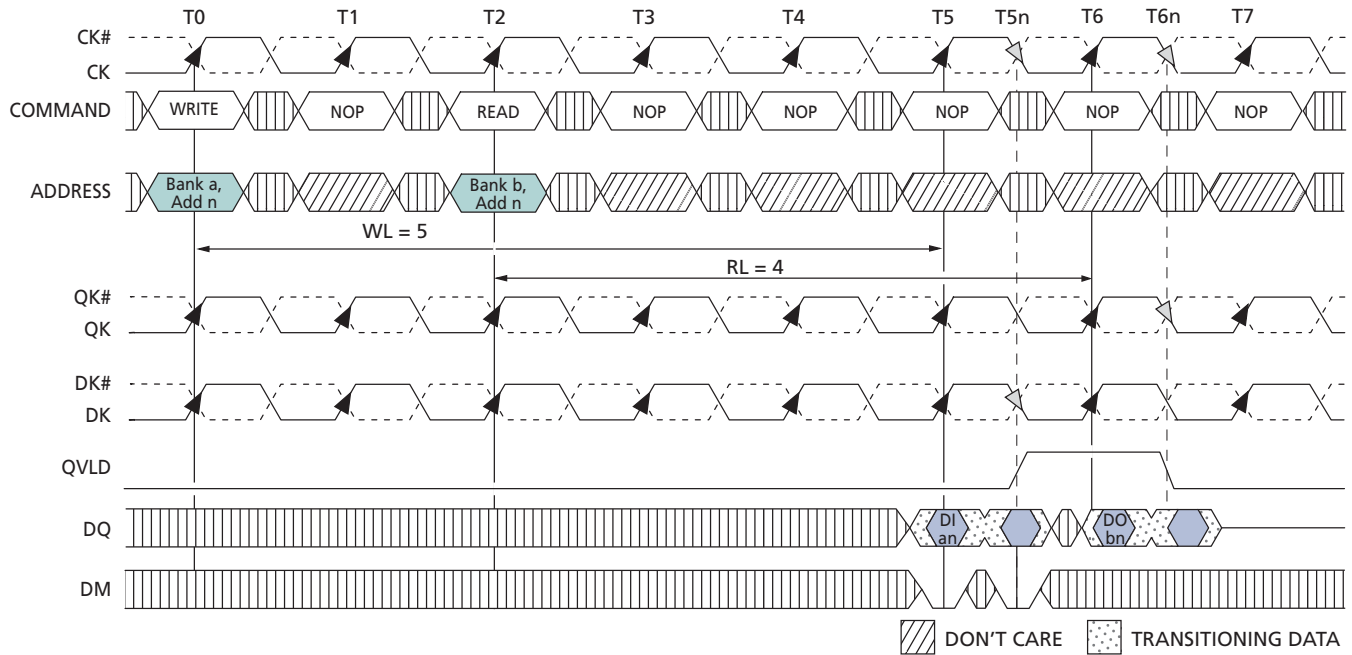 T0 T1 T2 T3 T4 T5 T5n T6 T6n T7
CK#
CK
COMMAND WRITE NOP READ NOP NOP NOP NOP NOP
ADDRESS Bank a, Add n Bank b, Add n
WL = 5
RL = 4
QK#
QK
DK#
DK
QVLD
DQ DI an DO bn
DM
DON'T CARE TRANSITIONING DATA